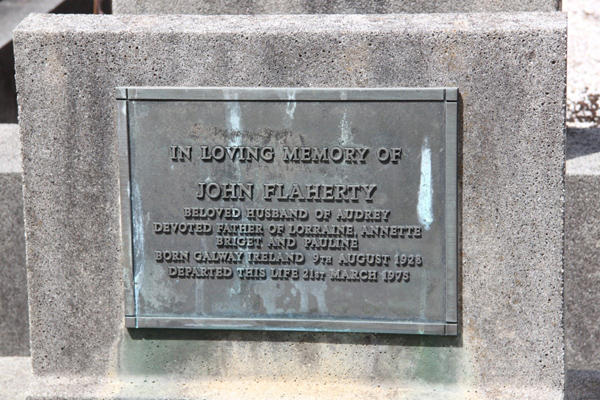 IN LOVING MEMORY OF
JOHN FLAHERTY
BELOVED HUSBAND OF AUDREY
DEVOTED FATHER OF LORRAINE, ANNETTE
BRIGET AND PAULINE
BORN GALWAY IRELAND 9TH AUGUST 1928
DEPARTED THIS LIFE 21ST MARCH 1975